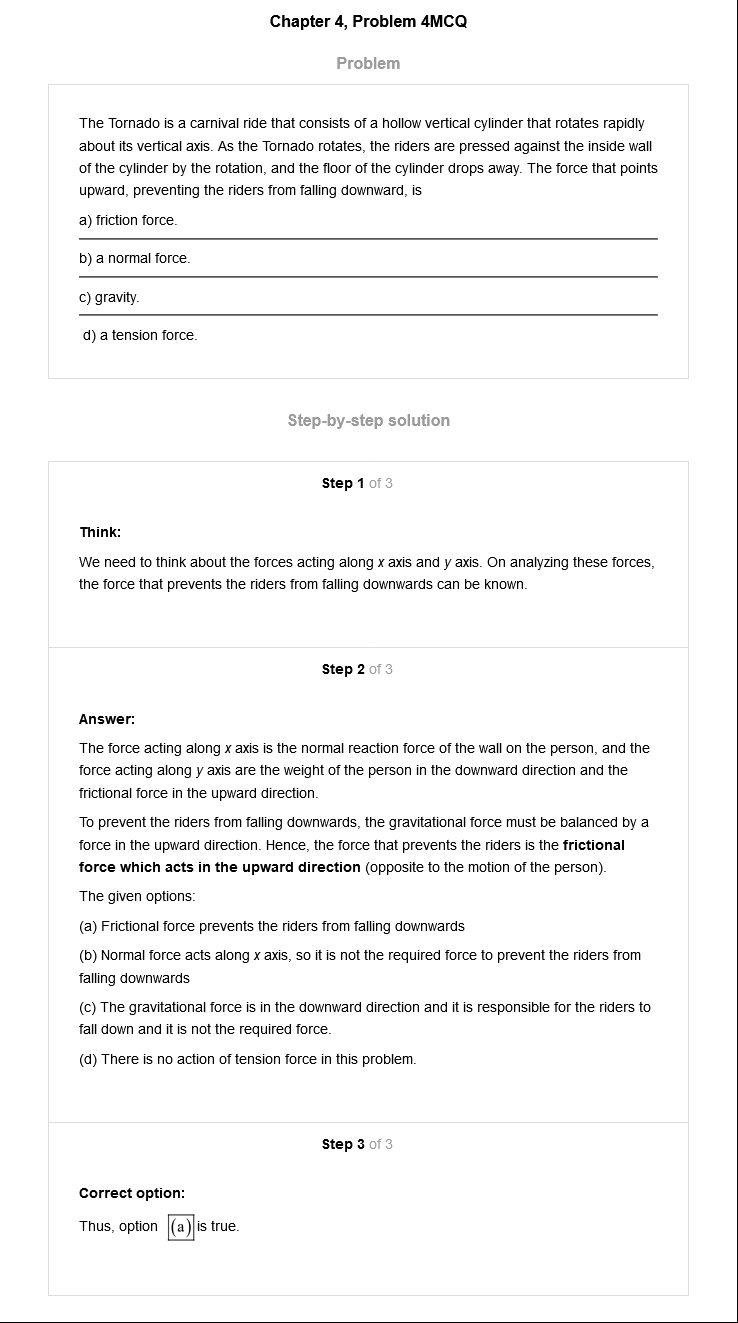 Chapter 4, Problem 4MCQ
Problem
The Tornado is a carnival ride that consists of a hollow vertical cylinder that rotates rapidly
about its vertical axis. As the Tornado rotates, the riders are pressed against the inside wall
of the cylinder by the rotation, and the floor of the cylinder drops away. The force that points
upward, preventing the riders from falling downward, is
a) friction force.
b) a normal force.
c) gravity.
d) a tension force.
Step-by-step solution
Step 1 of 3
Think:
We need to think about the forces acting along x axis and y axis. On analyzing these forces,
the force that prevents the riders from falling downwards can be known.
Step 2 of 3
Answer:
The force acting along x axis is the normal reaction force of the wall on the person, and the
force acting along y axis are the weight of the person in the downward direction and the
frictional force in the upward direction.
To prevent the riders from falling downwards, the gravitational force must be balanced by a
force in the upward direction. Hence, the force that prevents the riders is the frictional
force which acts in the upward direction (opposite to the motion of the person).
The given options:
(a) Frictional force prevents the riders from falling downwards
(b) Normal force acts along x axis, so it is not the required force to prevent the riders from
falling downwards
(c) The gravitational force is in the downward direction and it is responsible for the riders to
fall down and it is not the required force.
(d) There is no action of tension force in this problem.
Step 3 of 3
Correct option:
Thus, option (a) is true.